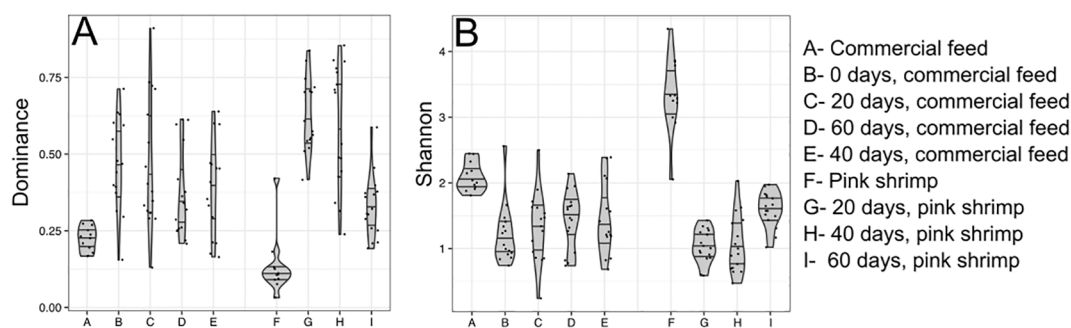 A
Dominance
0.75
0.50
0.25
0.00
A B C D E F G H I
B
Shannon
4
3
2
1
A B C D E F G H I
A- Commercial feed
B- 0 days, commercial feed
C- 20 days, commercial feed
D- 60 days, commercial feed
E- 40 days, commercial feed
F- Pink shrimp
G- 20 days, pink shrimp
H- 40 days, pink shrimp
I- 60 days, pink shrimp